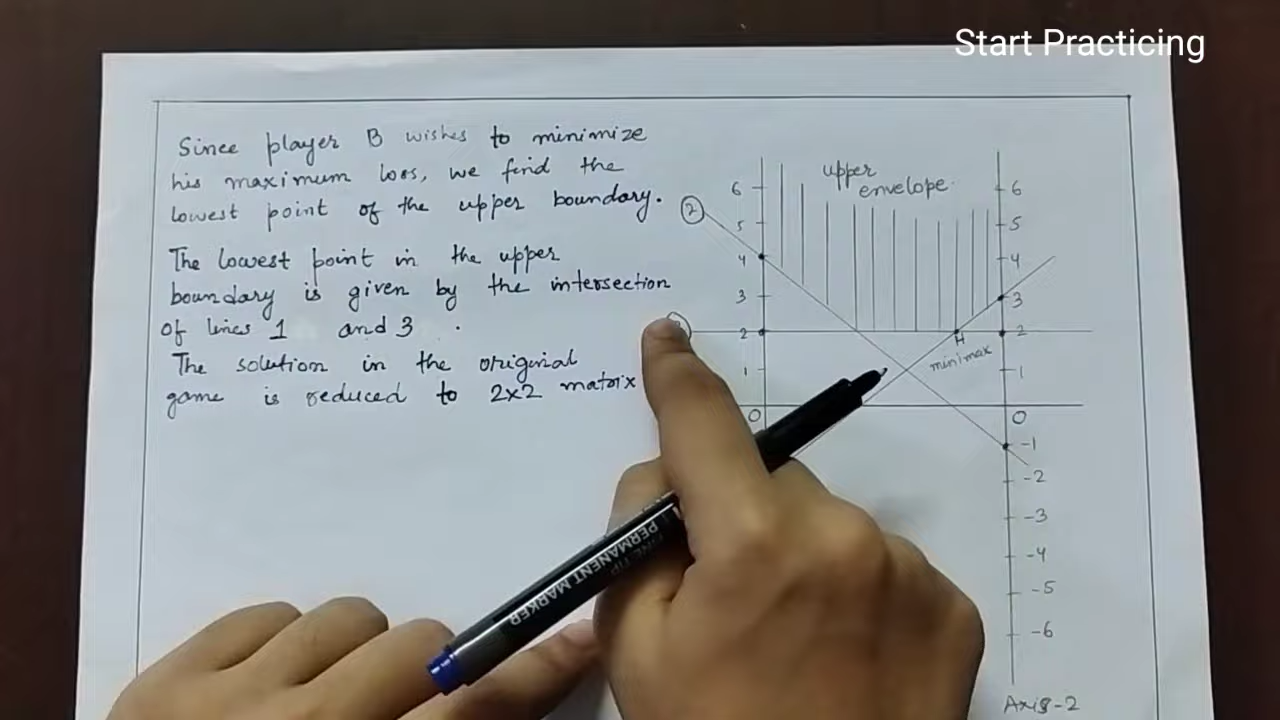 Start Practicing
Since player B wishes to minimize
his maximum loss, we find the
lowest point of the upper boundary.
The lowest point in the upper
boundary is given by the intersection
of lines 1 and 3 .
The solution in the original
game is reduced to 2x2 matrix
upper
envelope.
2
6
5
4
3
2
1
0
H
minimax
6
5
4
3
2
1
0
-1
-2
-3
-4
-5
-6
Axis-2
PERMANENT MARKER